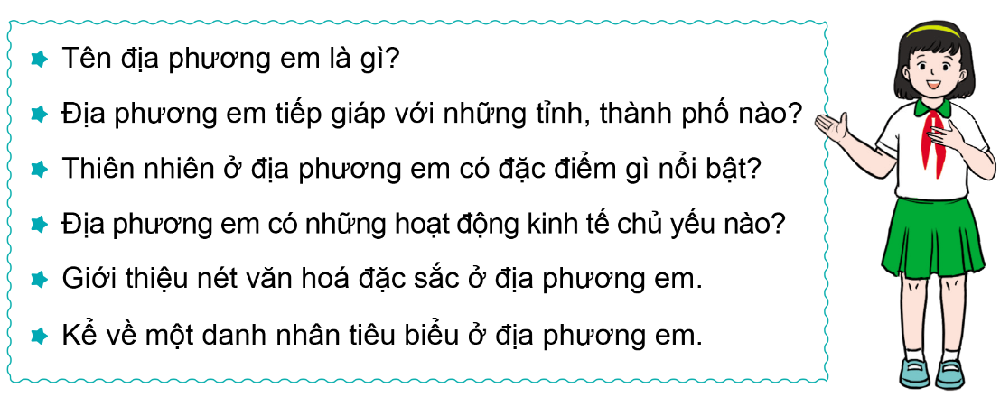 Tên địa phương em là gì?
Địa phương em tiếp giáp với những tỉnh, thành phố nào?
Thiên nhiên ở địa phương em có đặc điểm gì nổi bật?
Địa phương em có những hoạt động kinh tế chủ yếu nào?
Giới thiệu nét văn hoá đặc sắc ở địa phương em.
Kể về một danh nhân tiêu biểu ở địa phương em.